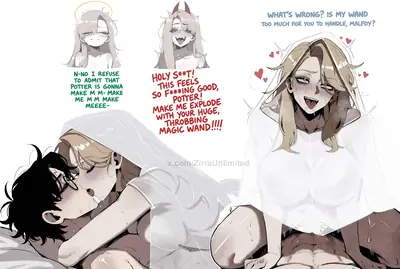 N-NO I REFUSE
TO ADMIT THAT
POTTER IS GONNA
MAKE M M- MAKE
ME M M MAKE
MEEEE-
HOLY S**T!
THIS FEELS
SO F***ING GOOD,
POTTER!
MAKE ME EXPLODE
WITH YOUR HUGE,
THROBBING
MAGIC WAND!!!!
WHAT'S WRONG? IS MY WAND
TOO MUCH FOR YOU TO HANDLE, MALFOY?
x.com/ZirraUnlimited